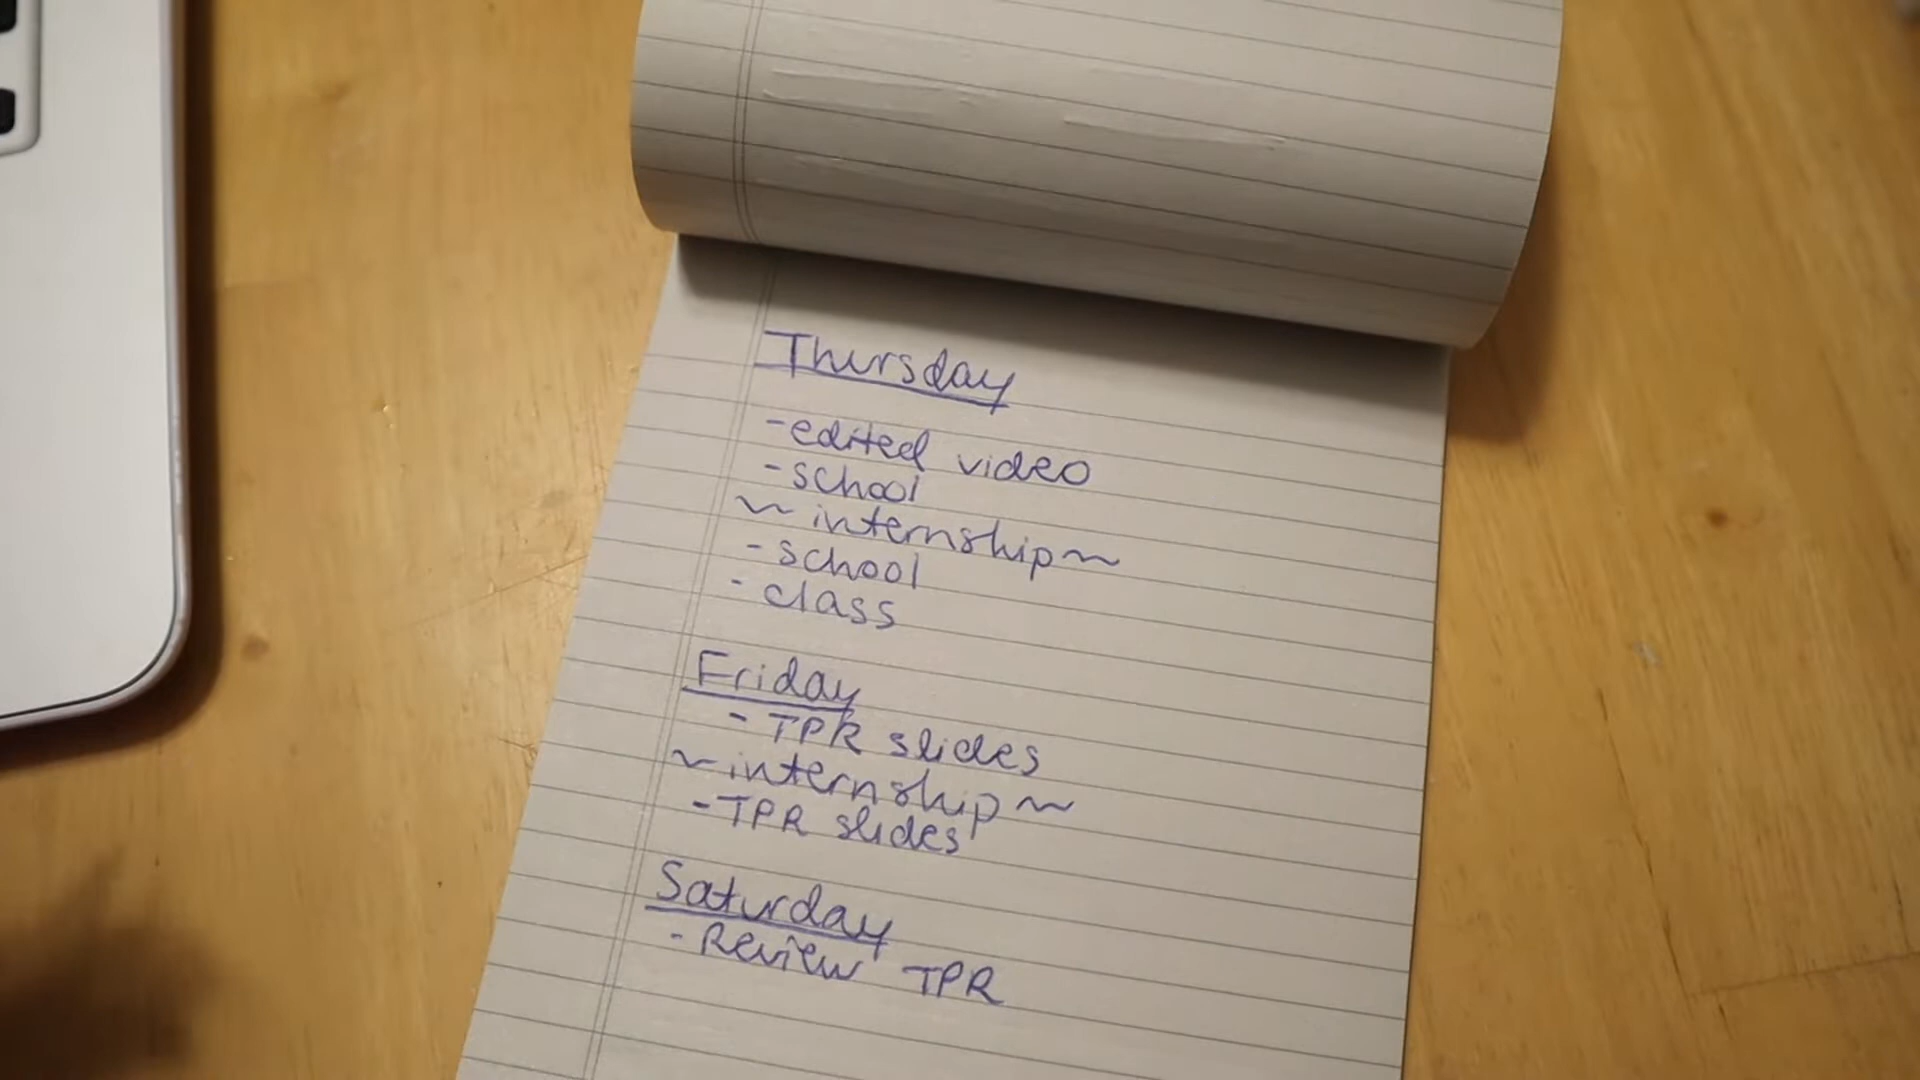 Thursday
- edited video
- school
~~ internship ~~
- school
- class
Friday
- TPR slides
~ internship ~~
- TPR slides
Saturday
- Review TPR